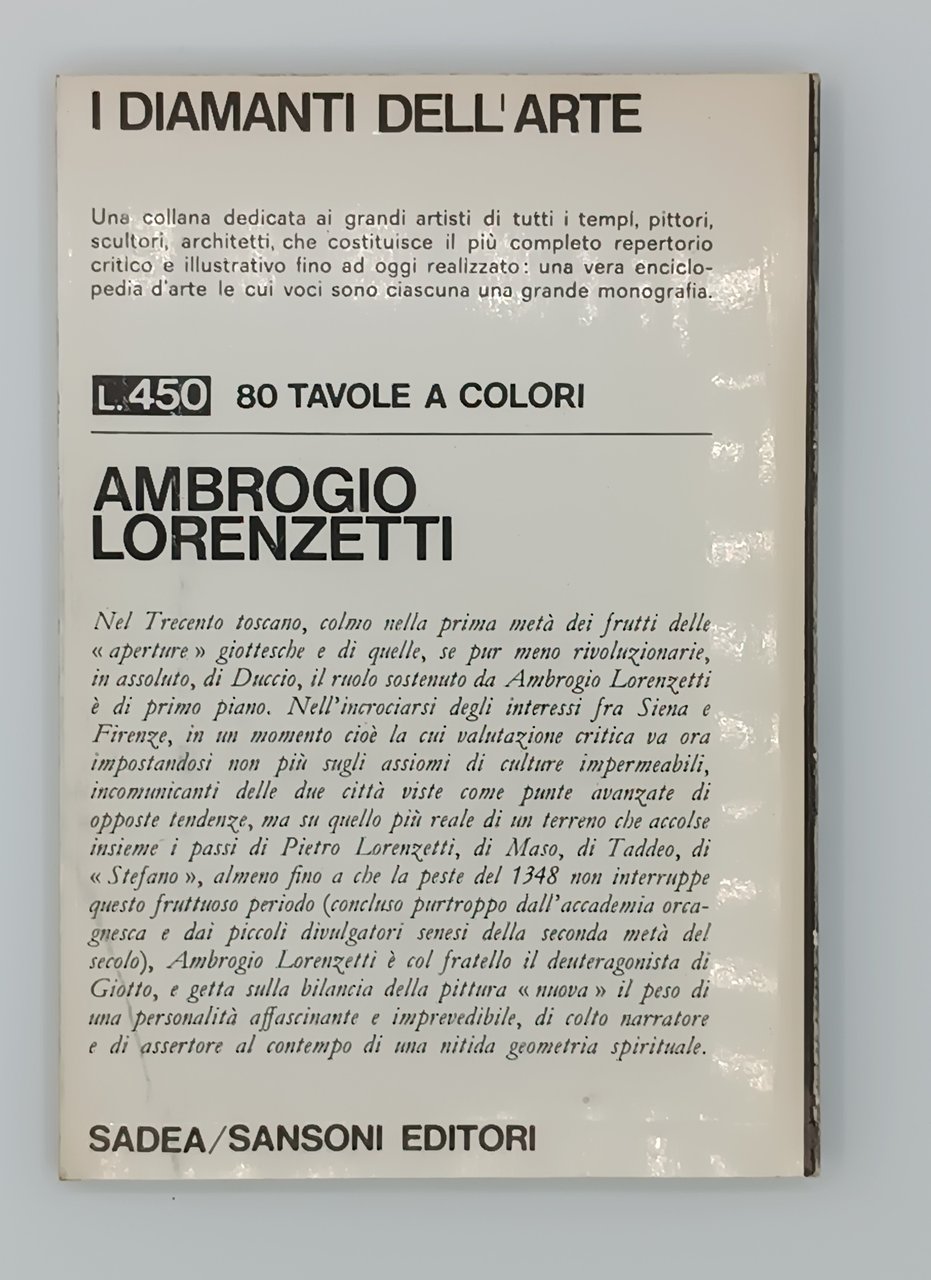 I DIAMANTI DELL'ARTE
Una collana dedicata ai grandi artisti di tutti i tempi, pittori,
scultori, architetti, che costituisce il più completo repertorio
critico e illustrativo fino ad oggi realizzato: una vera enciclo-
pedia d'arte le cui voci sono ciascuna una grande monografia.
L.450 80 TAVOLE A COLORI
AMBROGIO
LORENZETTI
Nel Trecento toscano, colmo nella prima metà dei frutti delle
« aperture » giottesche e di quelle, se pur meno rivoluzionarie,
in assoluto, di Duccio, il ruolo sostenuto da Ambrogio Lorenzetti
è di primo piano. Nell'incrociarsi degli interessi fra Siena e
Firenze, in un momento cioè la cui valutazione critica va ora
impostandosi non più sugli assiomi di culture impermeabili,
incomunicanti delle due città viste come punte avanzate di
opposte tendenze, ma su quello più reale di un terreno che accolse
insieme i passi di Pietro Lorenzetti, di Maso, di Taddeo, di
« Stefano », almeno fino a che la peste del 1348 non interruppe
questo fruttuoso periodo (concluso purtroppo dall'accademia orca-
gnesca e dai piccoli divulgatori senesi della seconda metà del
secolo), Ambrogio Lorenzetti è col fratello il deuteragonista di
Giotto, e getta sulla bilancia della pittura « nuova » il peso di
una personalità affascinante e imprevedibile, di colto narratore
e di assertore al contempo di una nitida geometria spirituale.
SADEA/SANSONI EDITORI